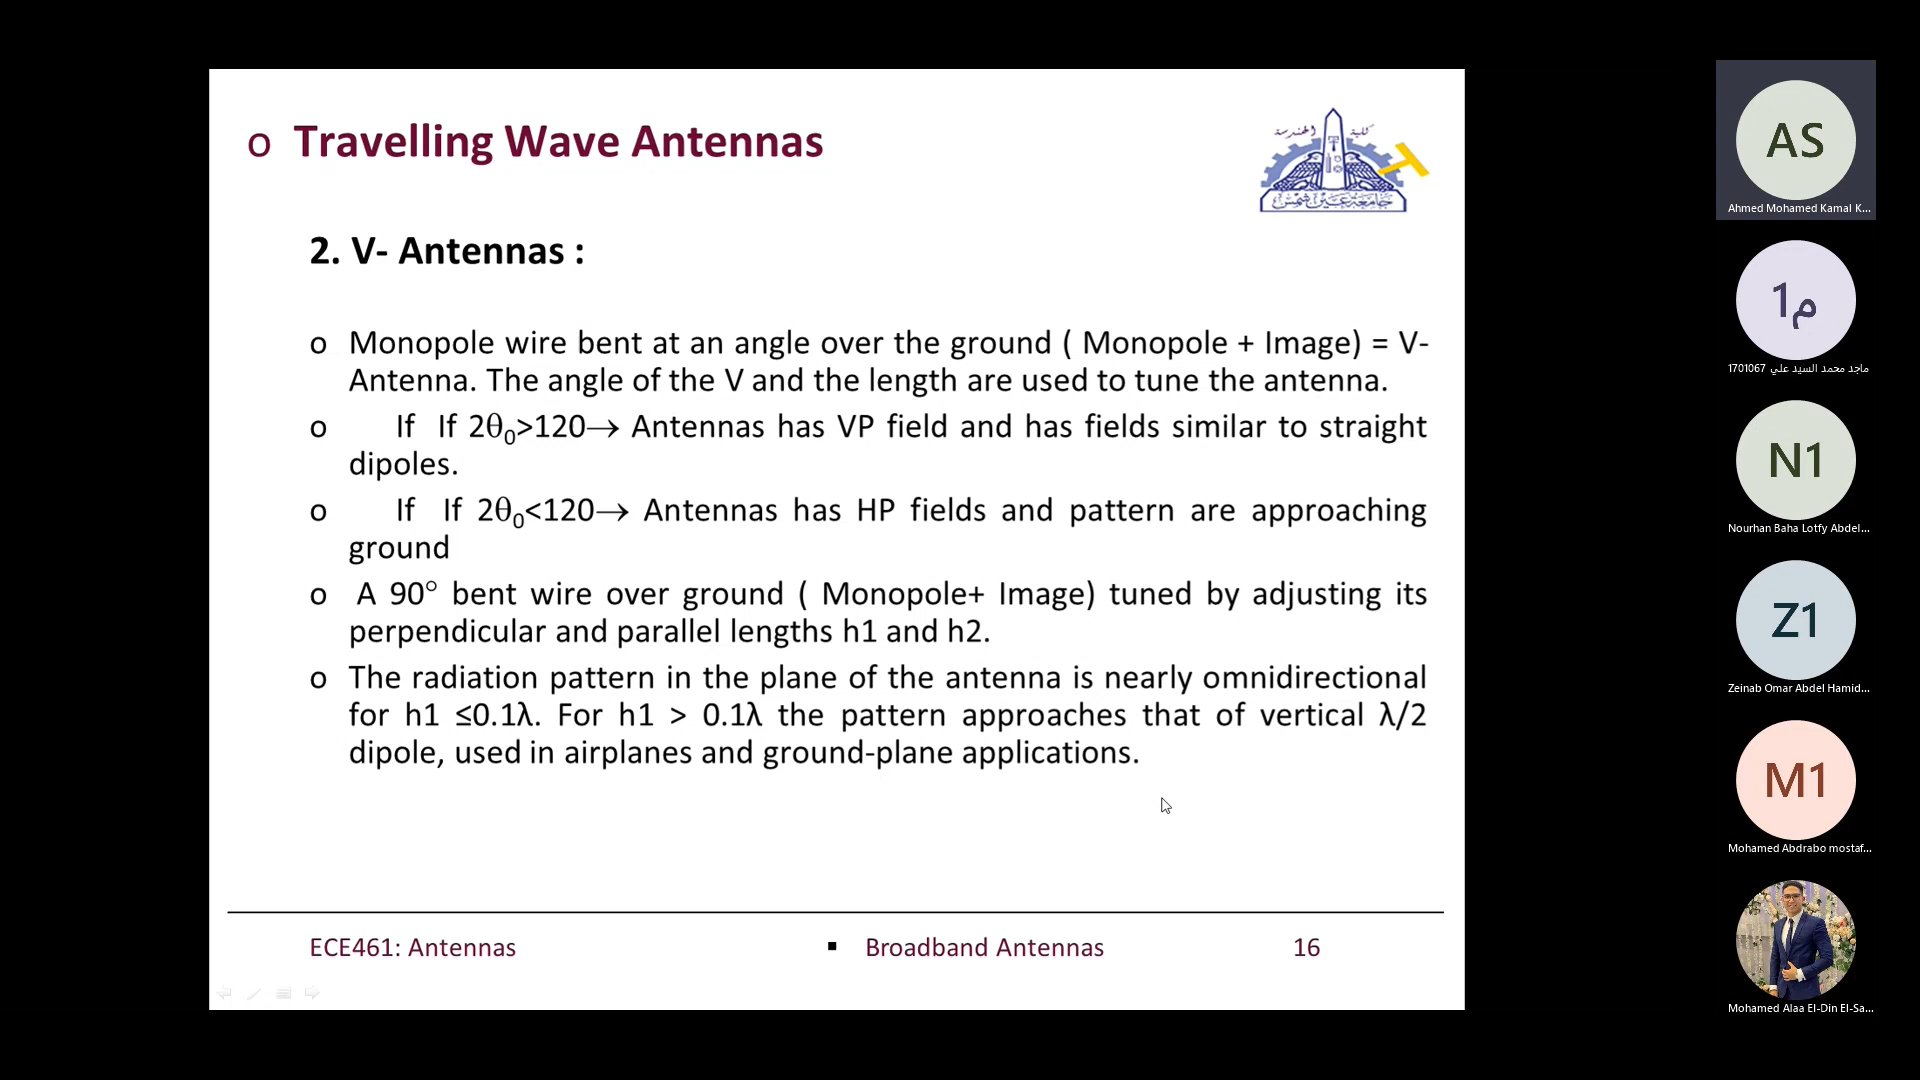 o Travelling Wave Antennas
كلية الهندسة
جامعة عين شمس
2. V- Antennas :
o Monopole wire bent at an angle over the ground ( Monopole + Image) = V-
Antenna. The angle of the V and the length are used to tune the antenna.
o If If 2θ₀>120→ Antennas has VP field and has fields similar to straight
dipoles.
o If If 2θ₀<120→ Antennas has HP fields and pattern are approaching
ground
o A 90° bent wire over ground ( Monopole+ Image) tuned by adjusting its
perpendicular and parallel lengths h1 and h2.
o The radiation pattern in the plane of the antenna is nearly omnidirectional
for h1 ≤0.1λ. For h1 > 0.1λ the pattern approaches that of vertical λ/2
dipole, used in airplanes and ground-plane applications.
ECE461: Antennas ▪ Broadband Antennas 16
AS
Ahmed Mohamed Kamal K...
م1
ماجد محمد السيد علي 1701067
N1
Nourhan Baha Lotfy Abdel...
Z1
Zeinab Omar Abdel Hamid...
M1
Mohamed Abdrabo mostaf...
Mohamed Alaa El-Din El-Sa...